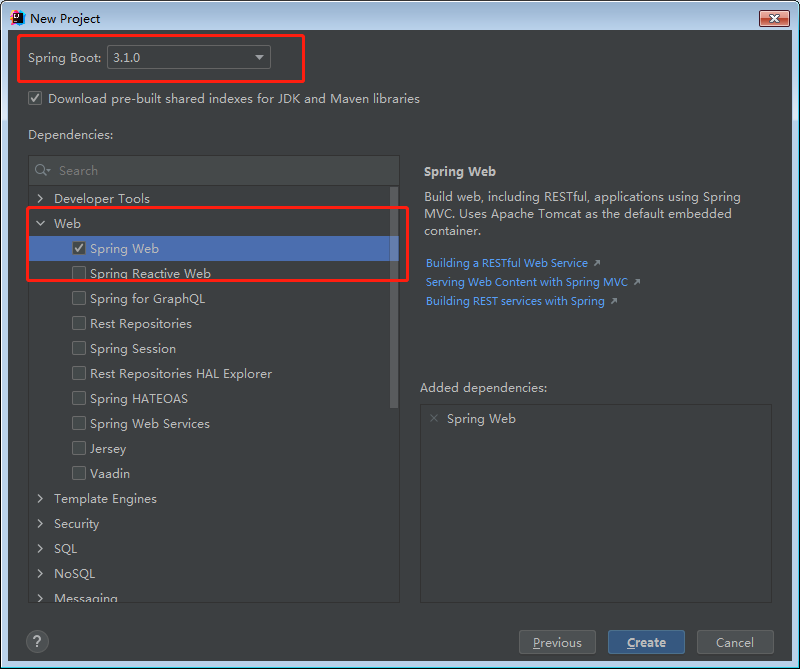 New Project
Spring Boot: 3.1.0
Download pre-built shared indexes for JDK and Maven libraries
Dependencies:
Search
Developer Tools
Web
Spring Web
Spring Reactive Web
Spring for GraphQL
Rest Repositories
Spring Session
Rest Repositories HAL Explorer
Spring HATEOAS
Spring Web Services
Jersey
Vaadin
Template Engines
Security
SQL
NoSQL
Messaging
Spring Web
Build web, including RESTful, applications using Spring
MVC. Uses Apache Tomcat as the default embedded
container.
Building a RESTful Web Service
Serving Web Content with Spring MVC
Building REST services with Spring
Added dependencies:
Spring Web
?
Previous
Create
Cancel